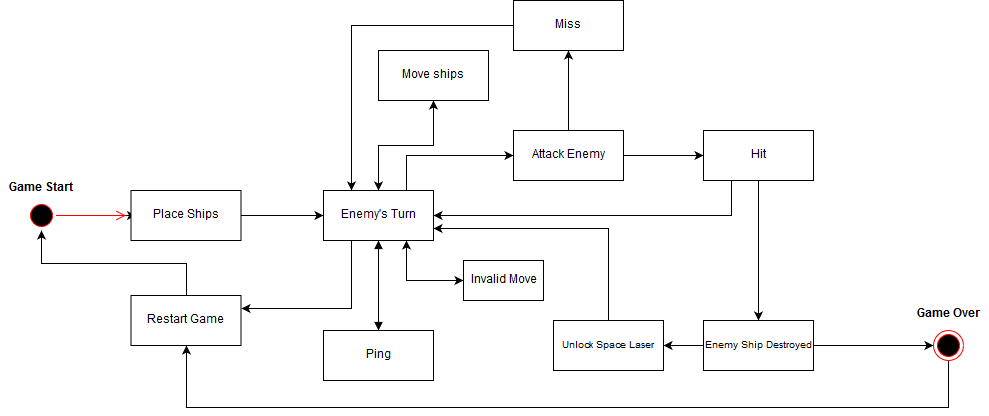 Miss
Move ships
Attack Enemy
Hit
Game Start
Place Ships
Enemy's Turn
Invalid Move
Restart Game
Ping
Unlock Space Laser
Enemy Ship Destroyed
Game Over